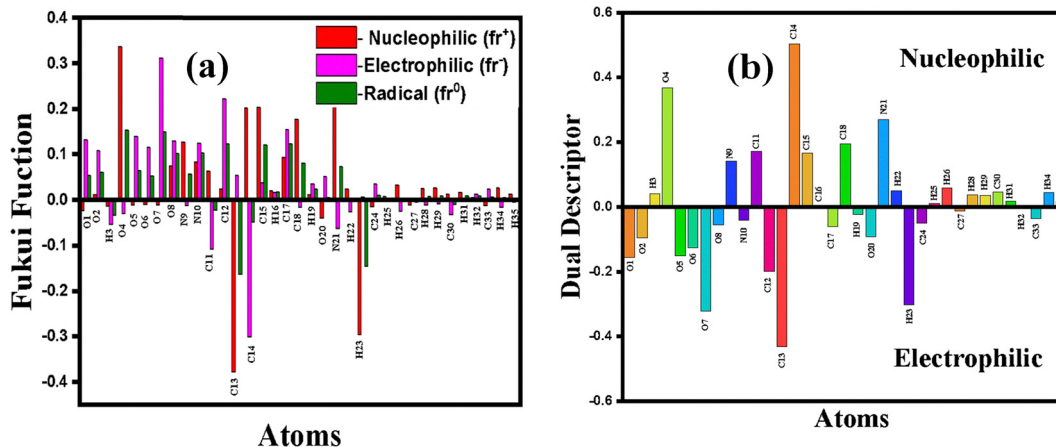 (a)
- Nucleophilic (fr+)
-Electrophilic (fr-)
-Radical (fr0)
Fukui Fuction
0.4
0.3
0.2
0.1
0.0
-0.1
-0.2
-0.3
-0.4
O1
O2
H3
O4
O5
O6
O7
O8
N9
N10
C11
C12
C13
C14
C15
H16
C17
C18
H19
O20
N21
H22
H23
C24
H25
H26
C27
H28
H29
C30
H31
H32
C33
H34
H35
Atoms
(b)
Nucleophilic
Electrophilic
Dual Descriptor
0.6
0.4
0.2
0.0
-0.2
-0.4
-0.6
O1
O2
H3
O4
O5
O6
O7
O8
N9
N10
C11
C12
C13
C14
C15
C16
C17
C18
H19
O20
N21
H22
H23
C24
H25
H26
C27
H28
H29
C30
H31
H32
C33
H34
Atoms